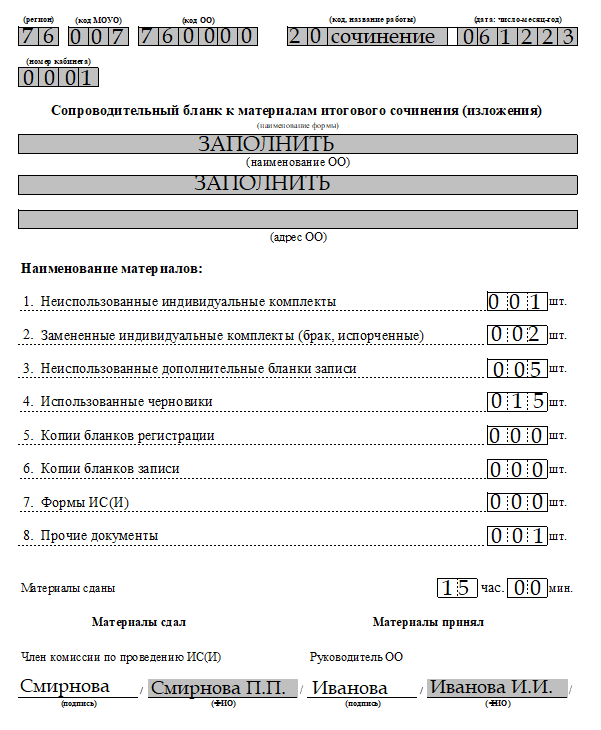 (регион) (код МОУО) (код ОО) (код, название работы) (дата: число-месяц-год)
76 007 760000 20 сочинение 061223
(номер кабинета)
0001
Сопроводительный бланк к материалам итогового сочинения (изложения)
(наименование формы)
ЗАПОЛНИТЬ
(наименование ОО)
ЗАПОЛНИТЬ
(адрес ОО)
Наименование материалов:
1. Неиспользованные индивидуальные комплекты 001 шт.
2. Замененные индивидуальные комплекты (брак, испорченные) 002 шт.
3. Неиспользованные дополнительные бланки записи 005 шт.
4. Использованные черновики 015 шт.
5. Копии бланков регистрации 000 шт.
6. Копии бланков записи 000 шт.
7. Формы ИС(И) 000 шт.
8. Прочие документы 001 шт.
Материалы сданы 15 час. 00 мин.
Материалы сдал Материалы принял
Член комиссии по проведению ИС(И) Руководитель ОО
Смирнова / Смирнова П.П. / Иванова / Иванова И.И. /
(подпись) (ФИО) (подпись) (ФИО)